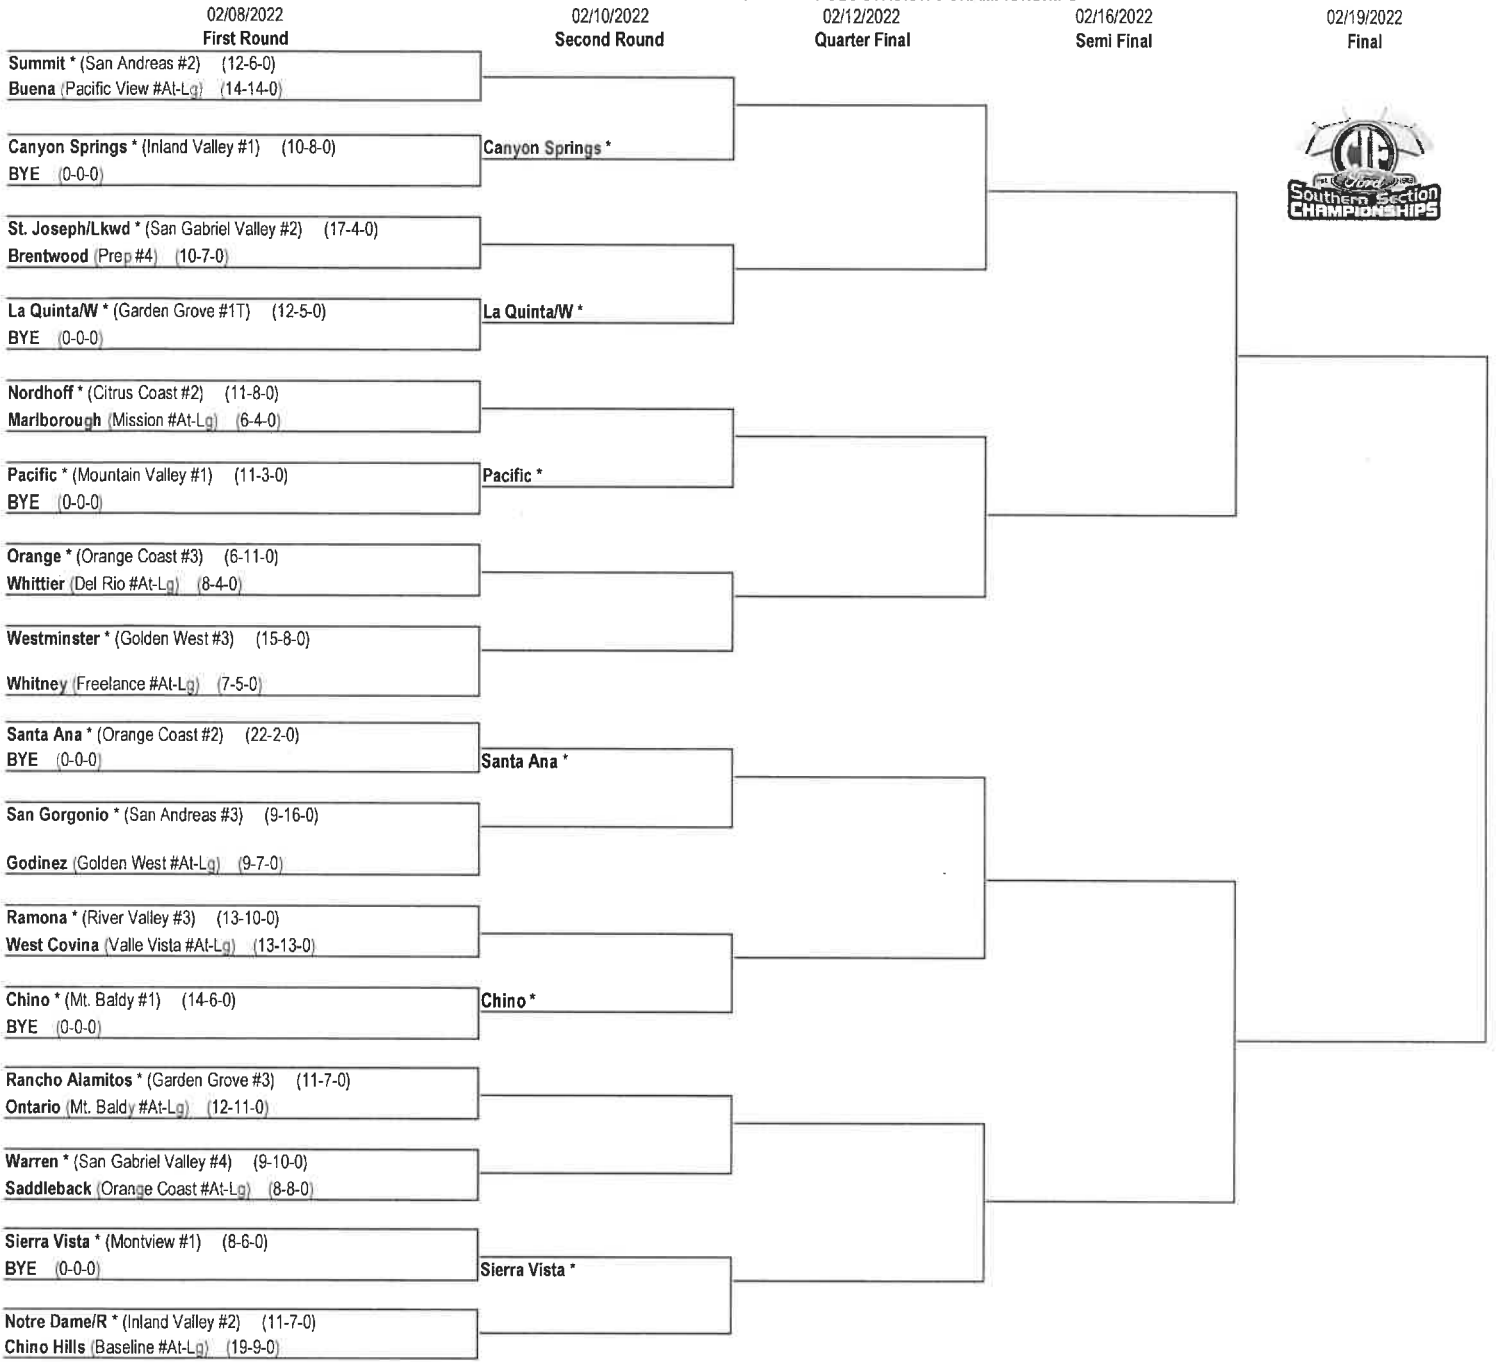 02/08/2022 02/10/2022 02/12/2022 02/16/2022 02/19/2022
First Round Second Round Quarter Final Semi Final Final
Summit * (San Andreas #2) (12-6-0)
Buena (Pacific View #At-Lg) (14-14-0)
Canyon Springs * (Inland Valley #1) (10-8-0) Canyon Springs *
BYE (0-0-0)
St. Joseph/Lkwd * (San Gabriel Valley #2) (17-4-0)
Brentwood (Prep #4) (10-7-0)
La Quinta/W * (Garden Grove #1T) (12-5-0) La Quinta/W *
BYE (0-0-0)
Nordhoff * (Citrus Coast #2) (11-8-0)
Marlborough (Mission #At-Lg) (6-4-0)
Pacific * (Mountain Valley #1) (11-3-0) Pacific *
BYE (0-0-0)
Orange * (Orange Coast #3) (6-11-0)
Whittier (Del Rio #At-Lg) (8-4-0)
Westminster * (Golden West #3) (15-8-0)
Whitney (Freelance #At-Lg) (7-5-0)
Santa Ana * (Orange Coast #2) (22-2-0)
BYE (0-0-0) Santa Ana *
San Gorgonio * (San Andreas #3) (9-16-0)
Godinez (Golden West #At-Lg) (9-7-0)
Ramona * (River Valley #3) (13-10-0)
West Covina (Valle Vista #At-Lg) (13-13-0)
Chino * (Mt. Baldy #1) (14-6-0) Chino *
BYE (0-0-0)
Rancho Alamitos * (Garden Grove #3) (11-7-0)
Ontario (Mt. Baldy #At-Lg) (12-11-0)
Warren * (San Gabriel Valley #4) (9-10-0)
Saddleback (Orange Coast #At-Lg) (8-8-0)
Sierra Vista * (Montview #1) (8-6-0)
BYE (0-0-0) Sierra Vista *
Notre Dame/R * (Inland Valley #2) (11-7-0)
Chino Hills (Baseline #At-Lg) (19-9-0)
CIF
Ford
Southern Section
CHAMPIONSHIPS